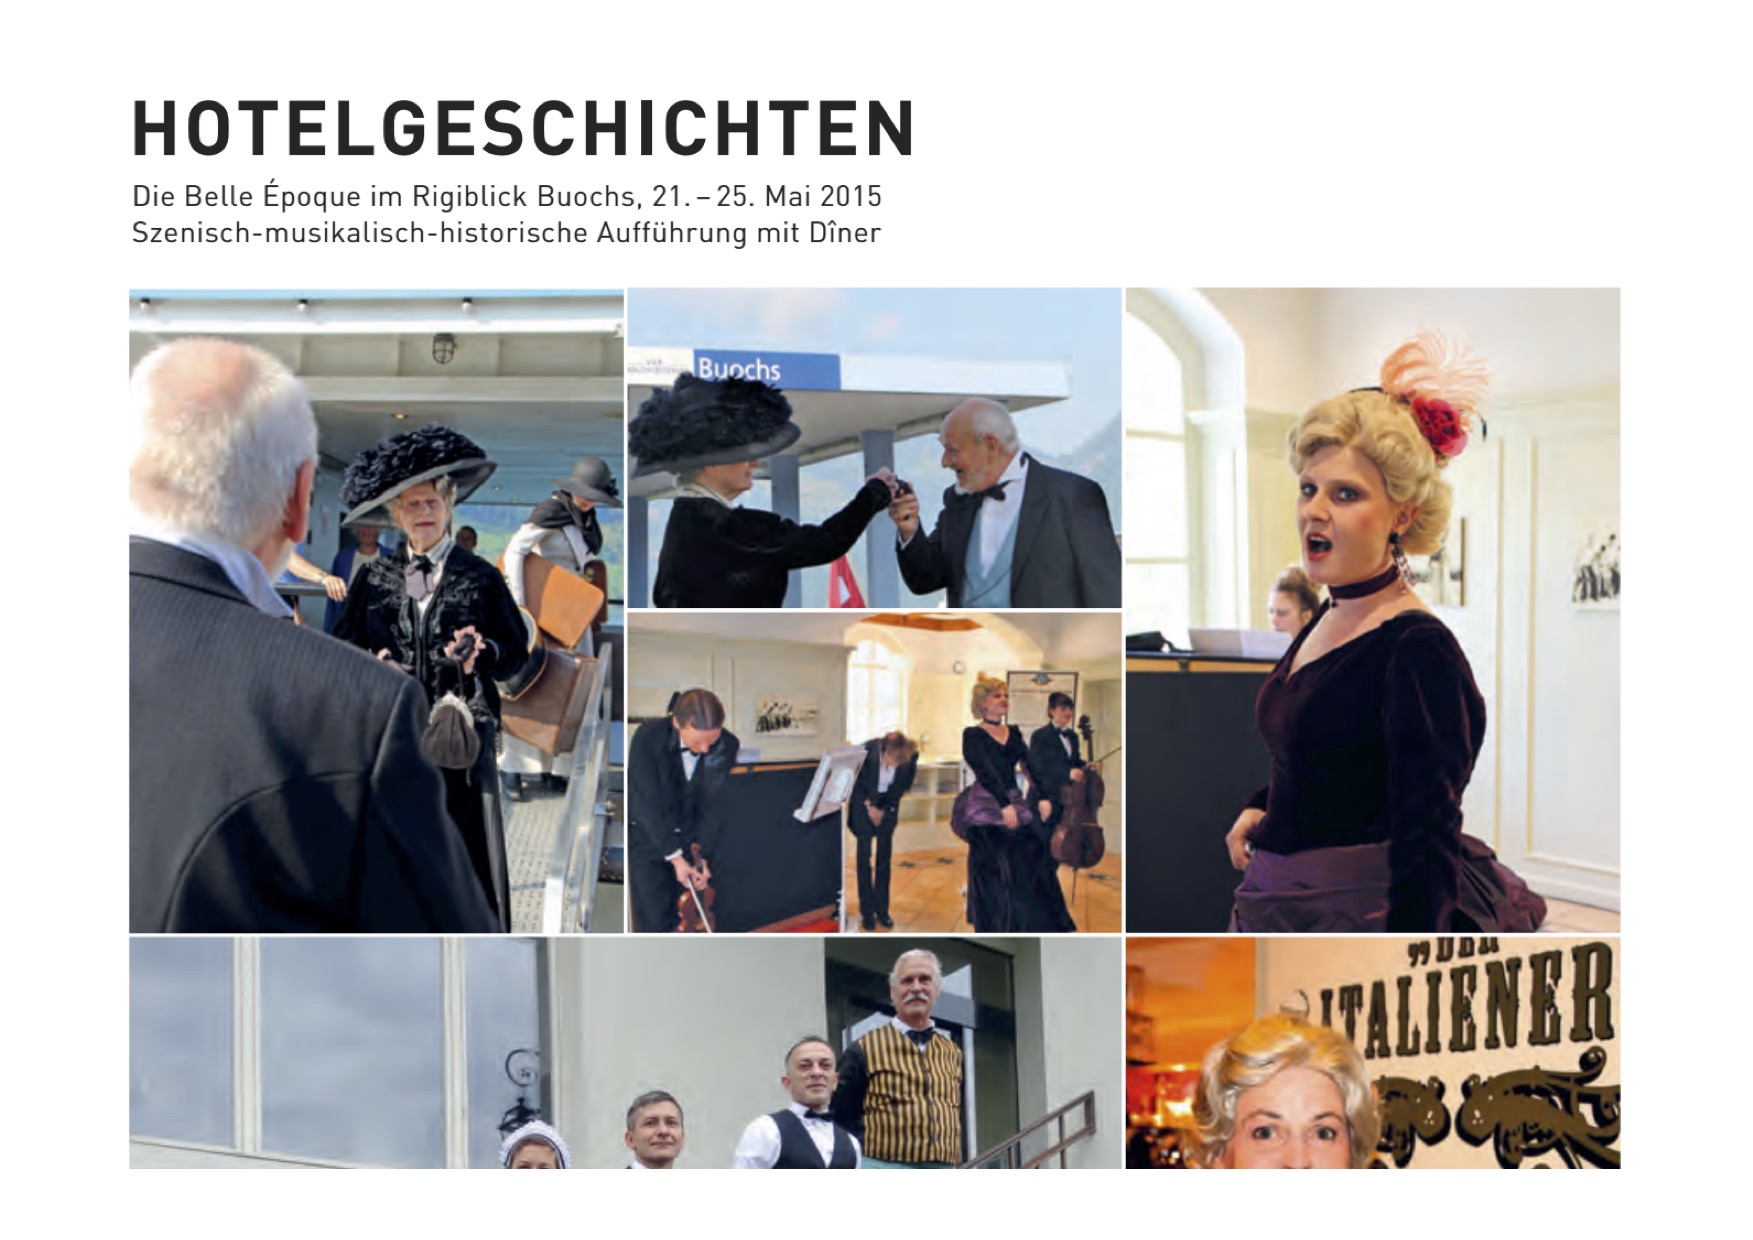 HOTELGESCHICHTEN
Die Belle Époque im Rigiblick Buochs, 21. – 25. Mai 2015
Szenisch-musikalisch-historische Aufführung mit Dîner
Buochs
„DER
ITALIENER